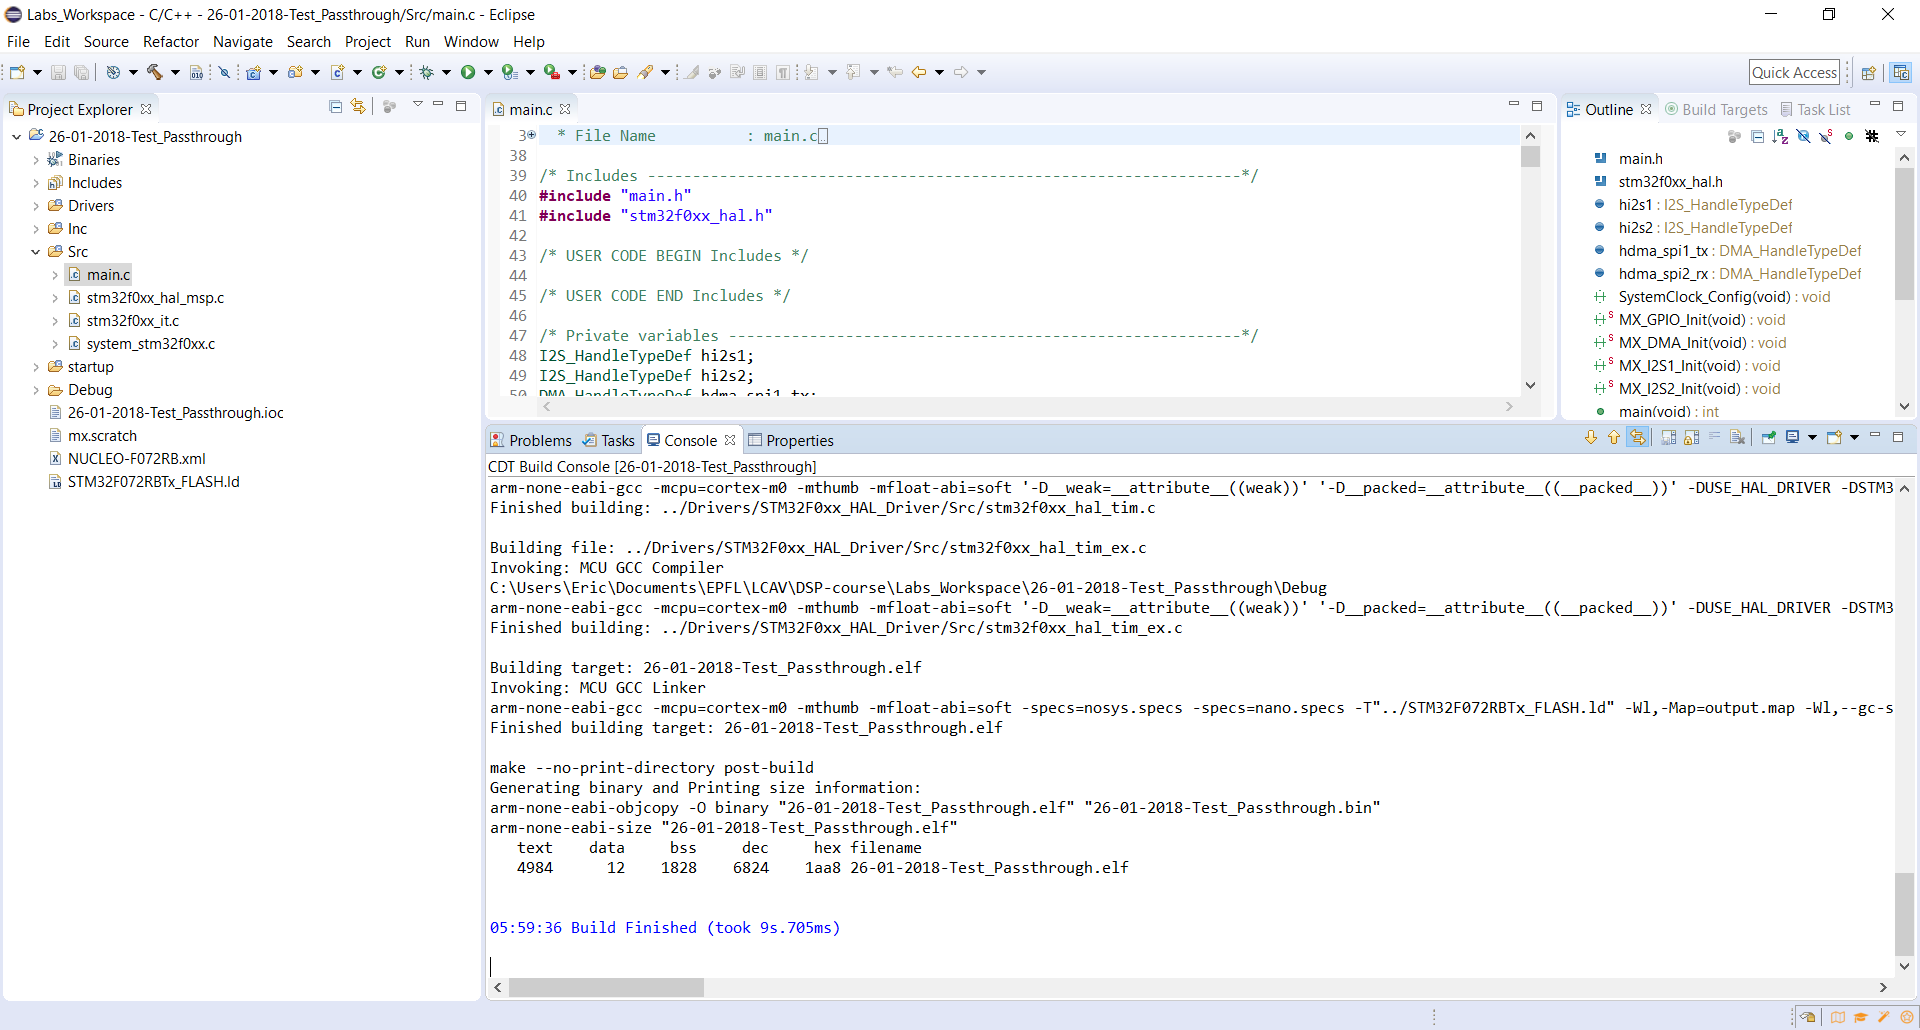 Labs_Workspace - C/C++ - 26-01-2018-Test_Passthrough/Src/main.c - Eclipse
File Edit Source Refactor Navigate Search Project Run Window Help
Quick Access
Project Explorer
26-01-2018-Test_Passthrough
Binaries
Includes
Drivers
Inc
Src
main.c
stm32f0xx_hal_msp.c
stm32f0xx_it.c
system_stm32f0xx.c
startup
Debug
26-01-2018-Test_Passthrough.ioc
mx.scratch
NUCLEO-F072RB.xml
STM32F072RBTx_FLASH.ld
main.c
3 * File Name : main.c
38
39 /* Includes ------------------------------------------------------------------*/
40 #include "main.h"
41 #include "stm32f0xx_hal.h"
42
43 /* USER CODE BEGIN Includes */
44
45 /* USER CODE END Includes */
46
47 /* Private variables ---------------------------------------------------------*/
48 I2S_HandleTypeDef hi2s1;
49 I2S_HandleTypeDef hi2s2;
50 DMA_HandleTypeDef hdma_spi1_tx;
Outline Build Targets Task List
main.h
stm32f0xx_hal.h
hi2s1 : I2S_HandleTypeDef
hi2s2 : I2S_HandleTypeDef
hdma_spi1_tx : DMA_HandleTypeDef
hdma_spi2_rx : DMA_HandleTypeDef
SystemClock_Config(void) : void
MX_GPIO_Init(void) : void
MX_DMA_Init(void) : void
MX_I2S1_Init(void) : void
MX_I2S2_Init(void) : void
main(void) : int
Problems Tasks Console Properties
CDT Build Console [26-01-2018-Test_Passthrough]
arm-none-eabi-gcc -mcpu=cortex-m0 -mthumb -mfloat-abi=soft '-D__weak=__attribute__((weak))' '-D__packed=__attribute__((__packed__))' -DUSE_HAL_DRIVER -DSTM3
Finished building: ../Drivers/STM32F0xx_HAL_Driver/Src/stm32f0xx_hal_tim.c
Building file: ../Drivers/STM32F0xx_HAL_Driver/Src/stm32f0xx_hal_tim_ex.c
Invoking: MCU GCC Compiler
C:\Users\Eric\Documents\EPFL\LCAV\DSP-course\Labs_Workspace\26-01-2018-Test_Passthrough\Debug
arm-none-eabi-gcc -mcpu=cortex-m0 -mthumb -mfloat-abi=soft '-D__weak=__attribute__((weak))' '-D__packed=__attribute__((__packed__))' -DUSE_HAL_DRIVER -DSTM3
Finished building: ../Drivers/STM32F0xx_HAL_Driver/Src/stm32f0xx_hal_tim_ex.c
Building target: 26-01-2018-Test_Passthrough.elf
Invoking: MCU GCC Linker
arm-none-eabi-gcc -mcpu=cortex-m0 -mthumb -mfloat-abi=soft -specs=nosys.specs -specs=nano.specs -T"../STM32F072RBTx_FLASH.ld" -Wl,-Map=output.map -Wl,--gc-s
Finished building target: 26-01-2018-Test_Passthrough.elf
make --no-print-directory post-build
Generating binary and Printing size information:
arm-none-eabi-objcopy -O binary "26-01-2018-Test_Passthrough.elf" "26-01-2018-Test_Passthrough.bin"
arm-none-eabi-size "26-01-2018-Test_Passthrough.elf"
text data bss dec hex filename
4984 12 1828 6824 1aa8 26-01-2018-Test_Passthrough.elf
05:59:36 Build Finished (took 9s.705ms)